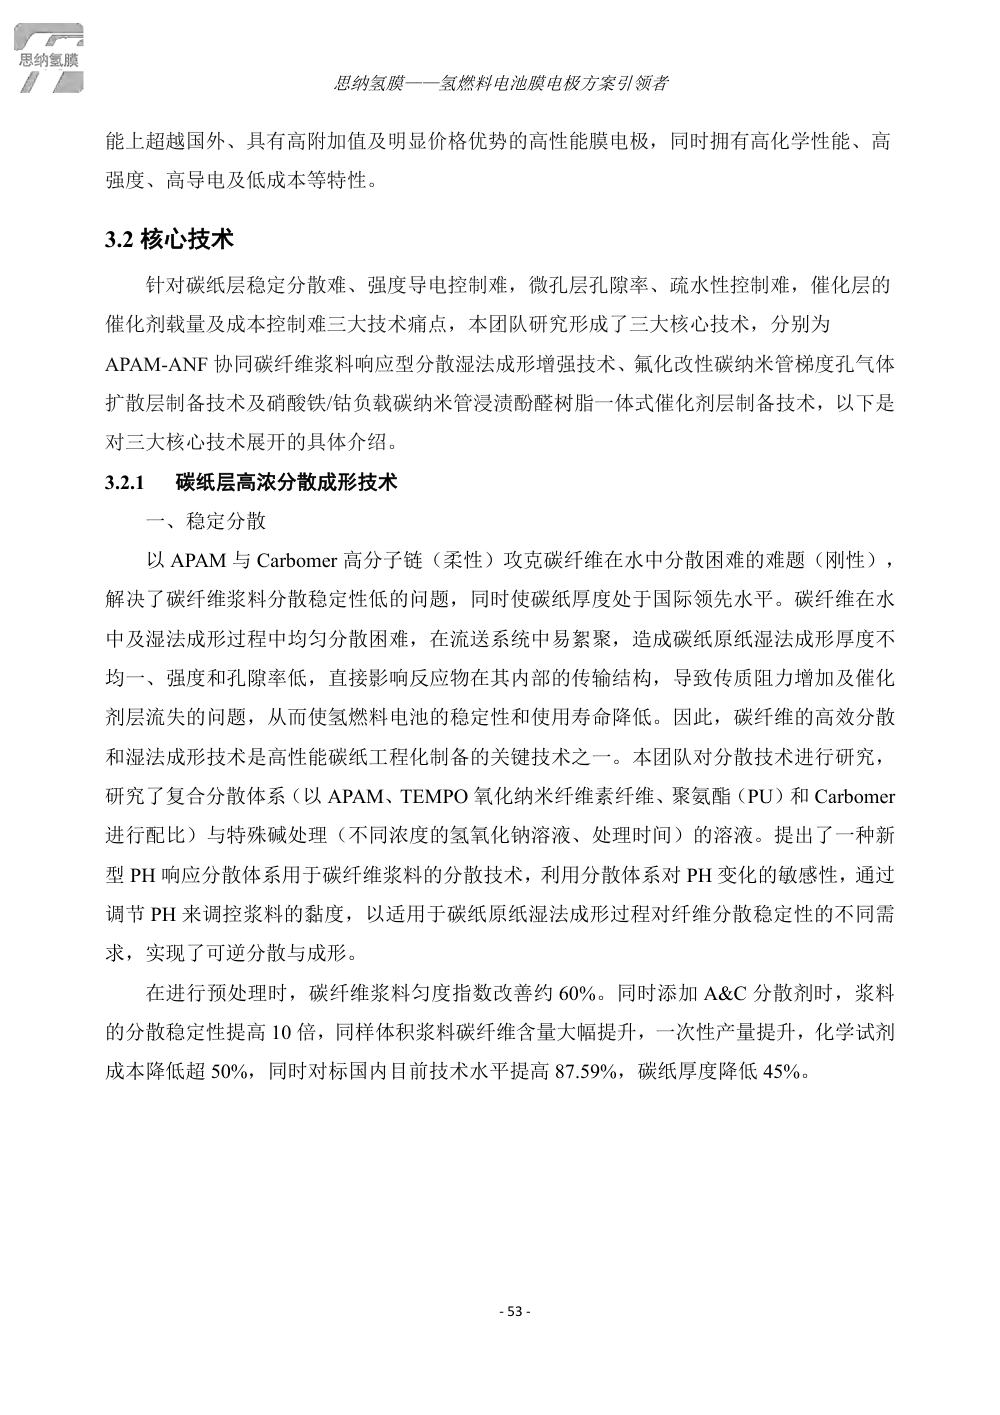 思纳氢膜
思纳氢膜——氢燃料电池膜电极方案引领者
能上超越国外、具有高附加值及明显价格优势的高性能膜电极，同时拥有高化学性能、高
强度、高导电及低成本等特性。
3.2 核心技术
针对碳纸层稳定分散难、强度导电控制难，微孔层孔隙率、疏水性控制难，催化层的
催化剂载量及成本控制难三大技术痛点，本团队研究形成了三大核心技术，分别为
APAM-ANF 协同碳纤维浆料响应型分散湿法成形增强技术、氟化改性碳纳米管梯度孔气体
扩散层制备技术及硝酸铁/钴负载碳纳米管浸渍酚醛树脂一体式催化剂层制备技术，以下是
对三大核心技术展开的具体介绍。
3.2.1 碳纸层高浓分散成形技术
一、稳定分散
以 APAM 与 Carbomer 高分子链（柔性）攻克碳纤维在水中分散困难的难题（刚性），
解决了碳纤维浆料分散稳定性低的问题，同时使碳纸厚度处于国际领先水平。碳纤维在水
中及湿法成形过程中均匀分散困难，在流送系统中易絮聚，造成碳纸原纸湿法成形厚度不
均一、强度和孔隙率低，直接影响反应物在其内部的传输结构，导致传质阻力增加及催化
剂层流失的问题，从而使氢燃料电池的稳定性和使用寿命降低。因此，碳纤维的高效分散
和湿法成形技术是高性能碳纸工程化制备的关键技术之一。本团队对分散技术进行研究，
研究了复合分散体系（以 APAM、TEMPO 氧化纳米纤维素纤维、聚氨酯（PU）和 Carbomer
进行配比）与特殊碱处理（不同浓度的氢氧化钠溶液、处理时间）的溶液。提出了一种新
型 PH 响应分散体系用于碳纤维浆料的分散技术，利用分散体系对 PH 变化的敏感性，通过
调节 PH 来调控浆料的黏度，以适用于碳纸原纸湿法成形过程对纤维分散稳定性的不同需
求，实现了可逆分散与成形。
在进行预处理时，碳纤维浆料匀度指数改善约 60%。同时添加 A&C 分散剂时，浆料
的分散稳定性提高 10 倍，同样体积浆料碳纤维含量大幅提升，一次性产量提升，化学试剂
成本降低超 50%，同时对标国内目前技术水平提高 87.59%，碳纸厚度降低 45%。
- 53 -